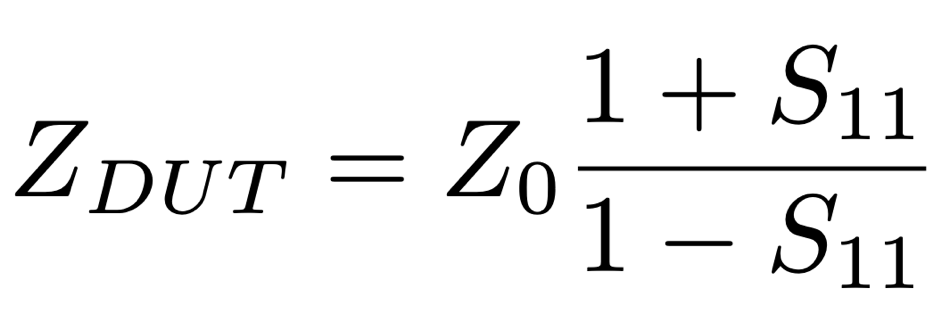 Z_{DUT} = Z_0 \frac{1 + S_{11}}{1 - S_{11}}